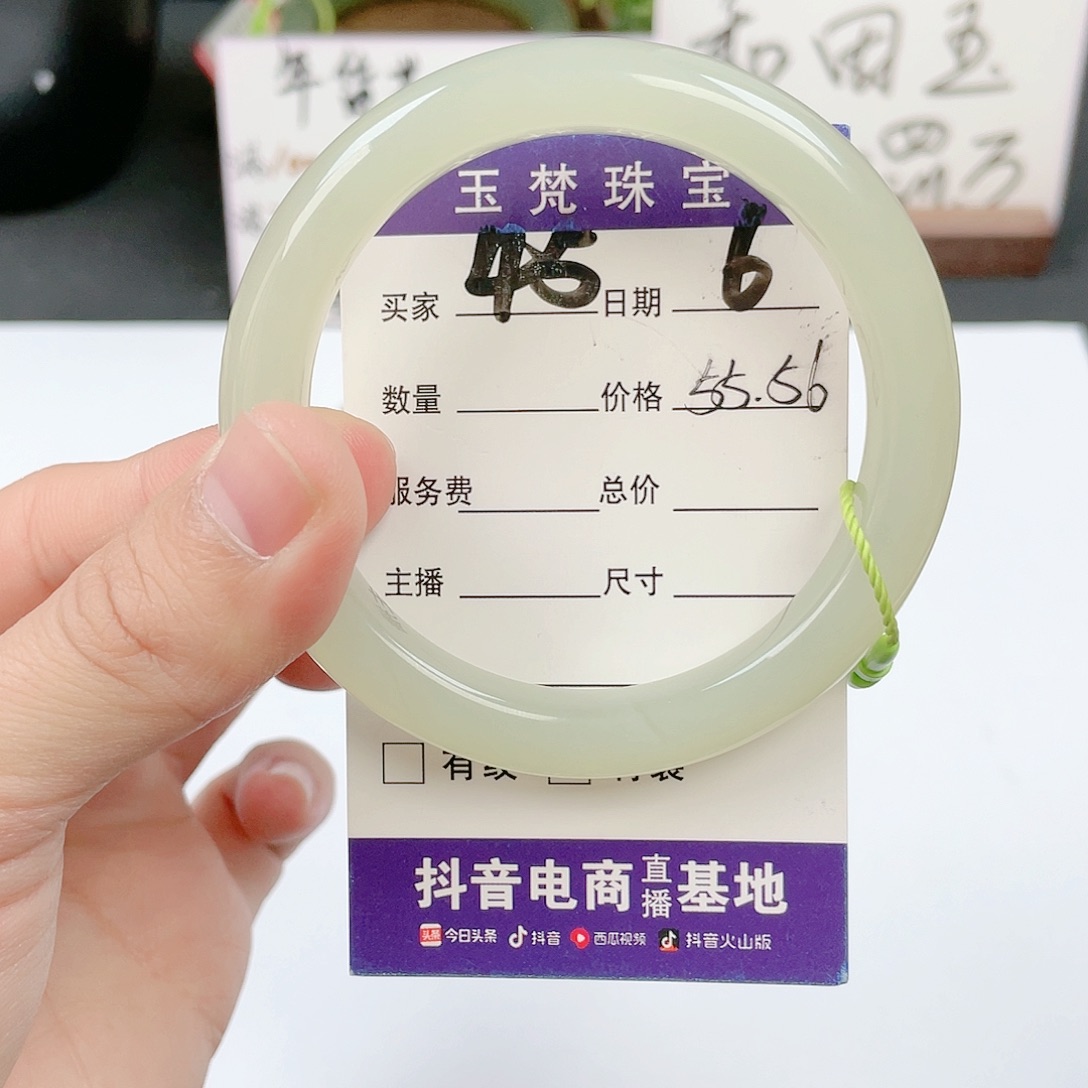 和田玉
四
玉梵珠宝
买家 45 日期 6
数量 价格 55.56
服务费 总价
主播 尺寸
抖音电商直播基地
今日头条 抖音 西瓜视频 抖音火山版